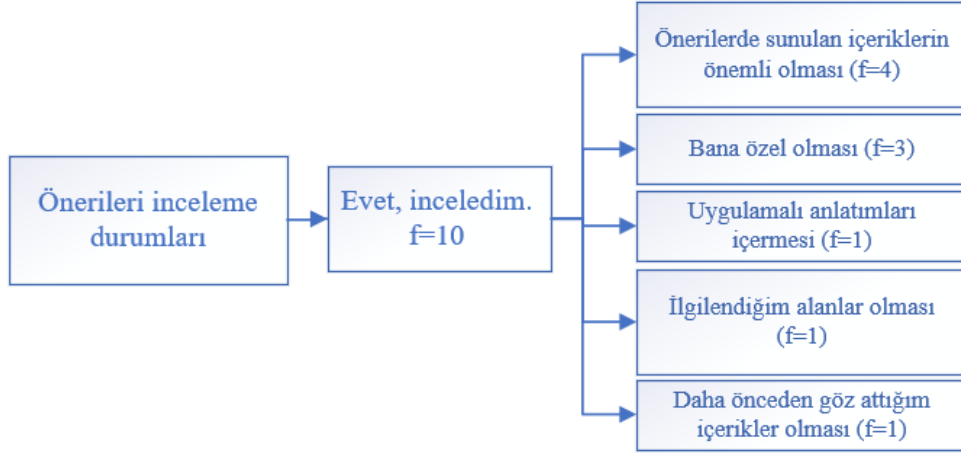 Önerileri inceleme
durumları
Evet, inceledim.
f=10
Önerilerde sunulan içeriklerin
önemli olması (f=4)
Bana özel olması (f=3)
Uygulamalı anlatımları
içermesi (f=1)
İlgilendiğim alanlar olması
(f=1)
Daha önceden göz attığım
içerikler olması (f=1)